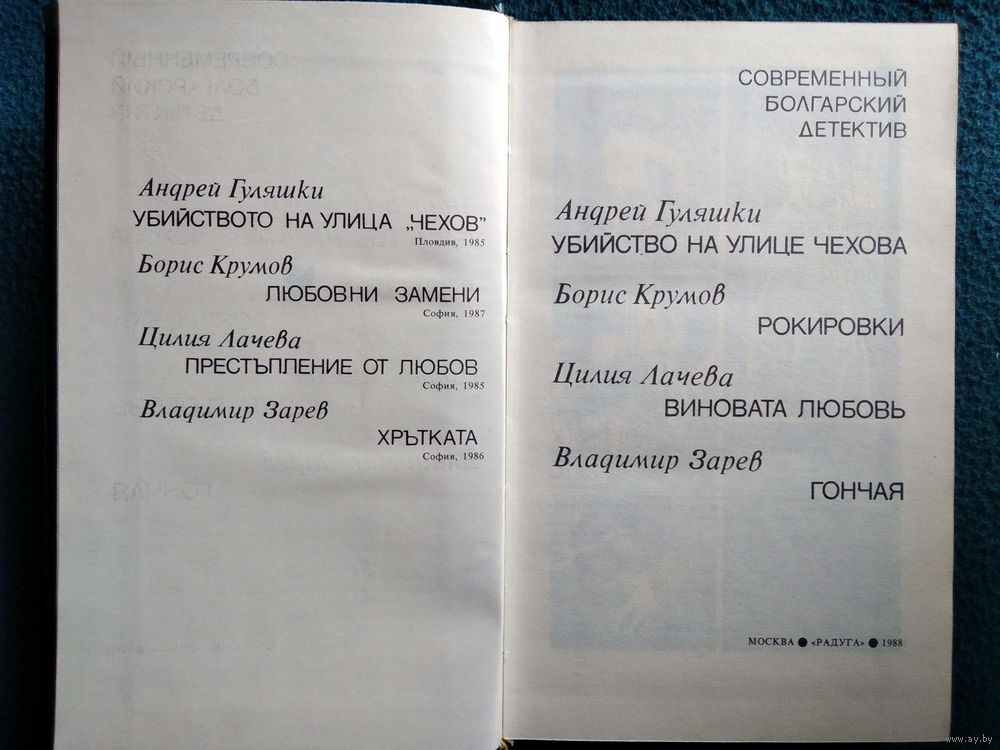 Андрей Гуляшки
УБИЙСТВОТО НА УЛИЦА „ЧЕХОВ”
Пловдив, 1985
Борис Крумов
ЛЮБОВНИ ЗАМЕНИ
София, 1987
Цилия Лачева
ПРЕСТЪПЛЕНИЕ ОТ ЛЮБОВ
София, 1985
Владимир Зарев
ХРЪТКАТА
София, 1986
СОВРЕМЕННЫЙ
БОЛГАРСКИЙ
ДЕТЕКТИВ
Андрей Гуляшки
УБИЙСТВО НА УЛИЦЕ ЧЕХОВА
Борис Крумов
РОКИРОВКИ
Цилия Лачева
ВИНОВАТА ЛЮБОВЬ
Владимир Зарев
ГОНЧАЯ
МОСКВА ● «РАДУГА» ● 1988
www.ay.by